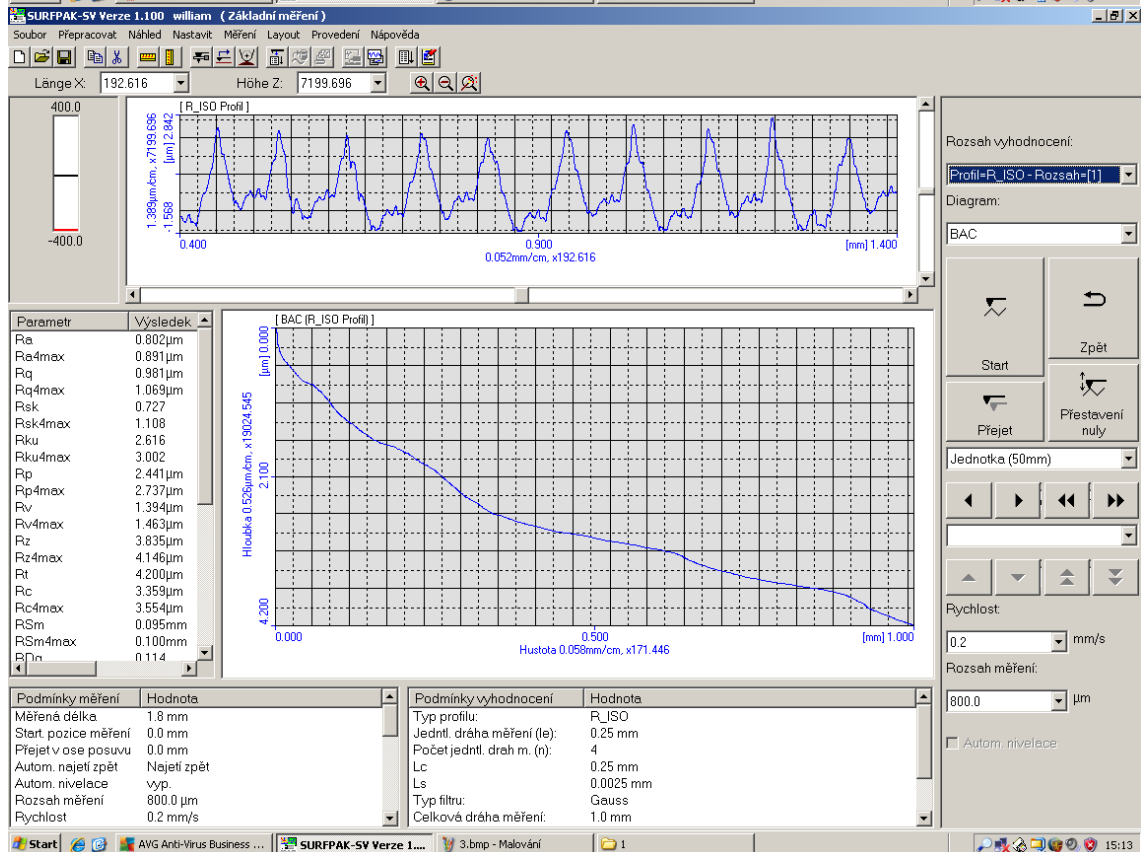 SURFPAK-SV Verze 1.100 william ( Základní měření )
Soubor Přepracovat Náhled Nastavit Měření Layout Provedení Nápověda
Länge X: 192.616 Höhe Z: 7199.696
400.0
-400.0
[ R_ISO Profil ]
1.389µm/cm, x7199.696
-1.568 [µm] 2.842
0.400 0.900 [mm] 1.400
0.052mm/cm, x192.616
Rozsah vyhodnocení:
Profil=R_ISO - Rozsah=[1]
Diagram:
BAC
Start
Zpět
Přejet
Přestavení
nuly
Jednotka (50mm)
Rychlost:
0.2 mm/s
Rozsah měření:
800.0 µm
Autom. nivelace
Parametr Výsledek
Ra 0.802µm
Ra4max 0.891µm
Rq 0.981µm
Rq4max 1.069µm
Rsk 0.727
Rsk4max 1.108
Rku 2.616
Rku4max 3.002
Rp 2.441µm
Rp4max 2.737µm
Rv 1.394µm
Rv4max 1.463µm
Rz 3.835µm
Rz4max 4.146µm
Rt 4.200µm
Rc 3.359µm
Rc4max 3.554µm
RSm 0.095mm
RSm4max 0.100mm
RDq 0.114
[ BAC (R_ISO Profil) ]
Hloubka 0.526µm/cm, x19024.545
4.200 2.100 [µm] 0.000
0.000 0.500 [mm] 1.000
Hustota 0.058mm/cm, x171.446
Podmínky měření Hodnota
Měřená délka 1.8 mm
Start. pozice měření 0.0 mm
Přejet v ose posuvu 0.0 mm
Autom. najetí zpět Najetí zpět
Autom. nivelace vyp.
Rozsah měření 800.0 µm
Rychlost 0.2 mm/s
Podmínky vyhodnocení Hodnota
Typ profilu: R_ISO
Jedntl. dráha měření (le): 0.25 mm
Počet jedntl. drah m. (n): 4
Lc 0.25 mm
Ls 0.0025 mm
Typ filtru: Gauss
Celková dráha měření: 1.0 mm
Start AVG Anti-Virus Business ... SURFPAK-SV Verze 1.... 3.bmp - Malování 1 15:13